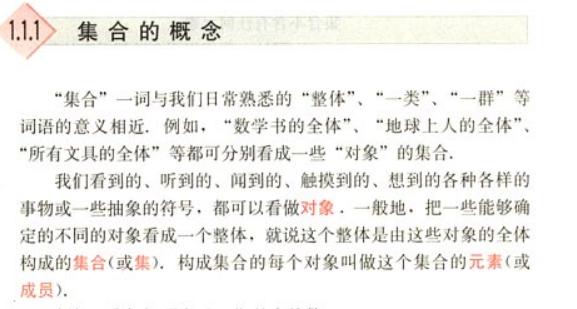 1.1.1 集合的概念
“集合”一词与我们日常熟悉的“整体”、“一类”、“一群”等
词语的意义相近. 例如，“数学书的全体”、“地球上人的全体”、
“所有文具的全体”等都可分别看成一些“对象”的集合.
我们看到的、听到的、闻到的、触摸到的、想到的各种各样的
事物或一些抽象的符号，都可以看做对象．一般地，把一些能够确
定的不同的对象看成一个整体，就说这个整体是由这些对象的全体
构成的集合(或集). 构成集合的每个对象叫做这个集合的元素(或
成员).